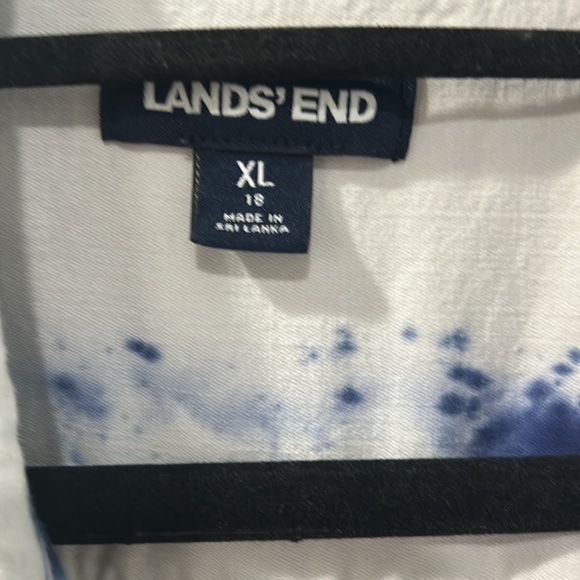 LANDS' END
XL
18
MADE IN
SRI LANKA